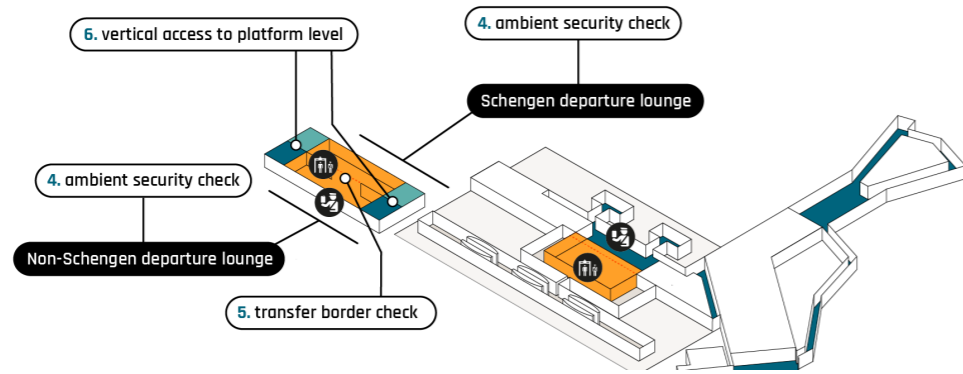 6. vertical access to platform level
4. ambient security check
Schengen departure lounge
4. ambient security check
Non-Schengen departure lounge
5. transfer border check